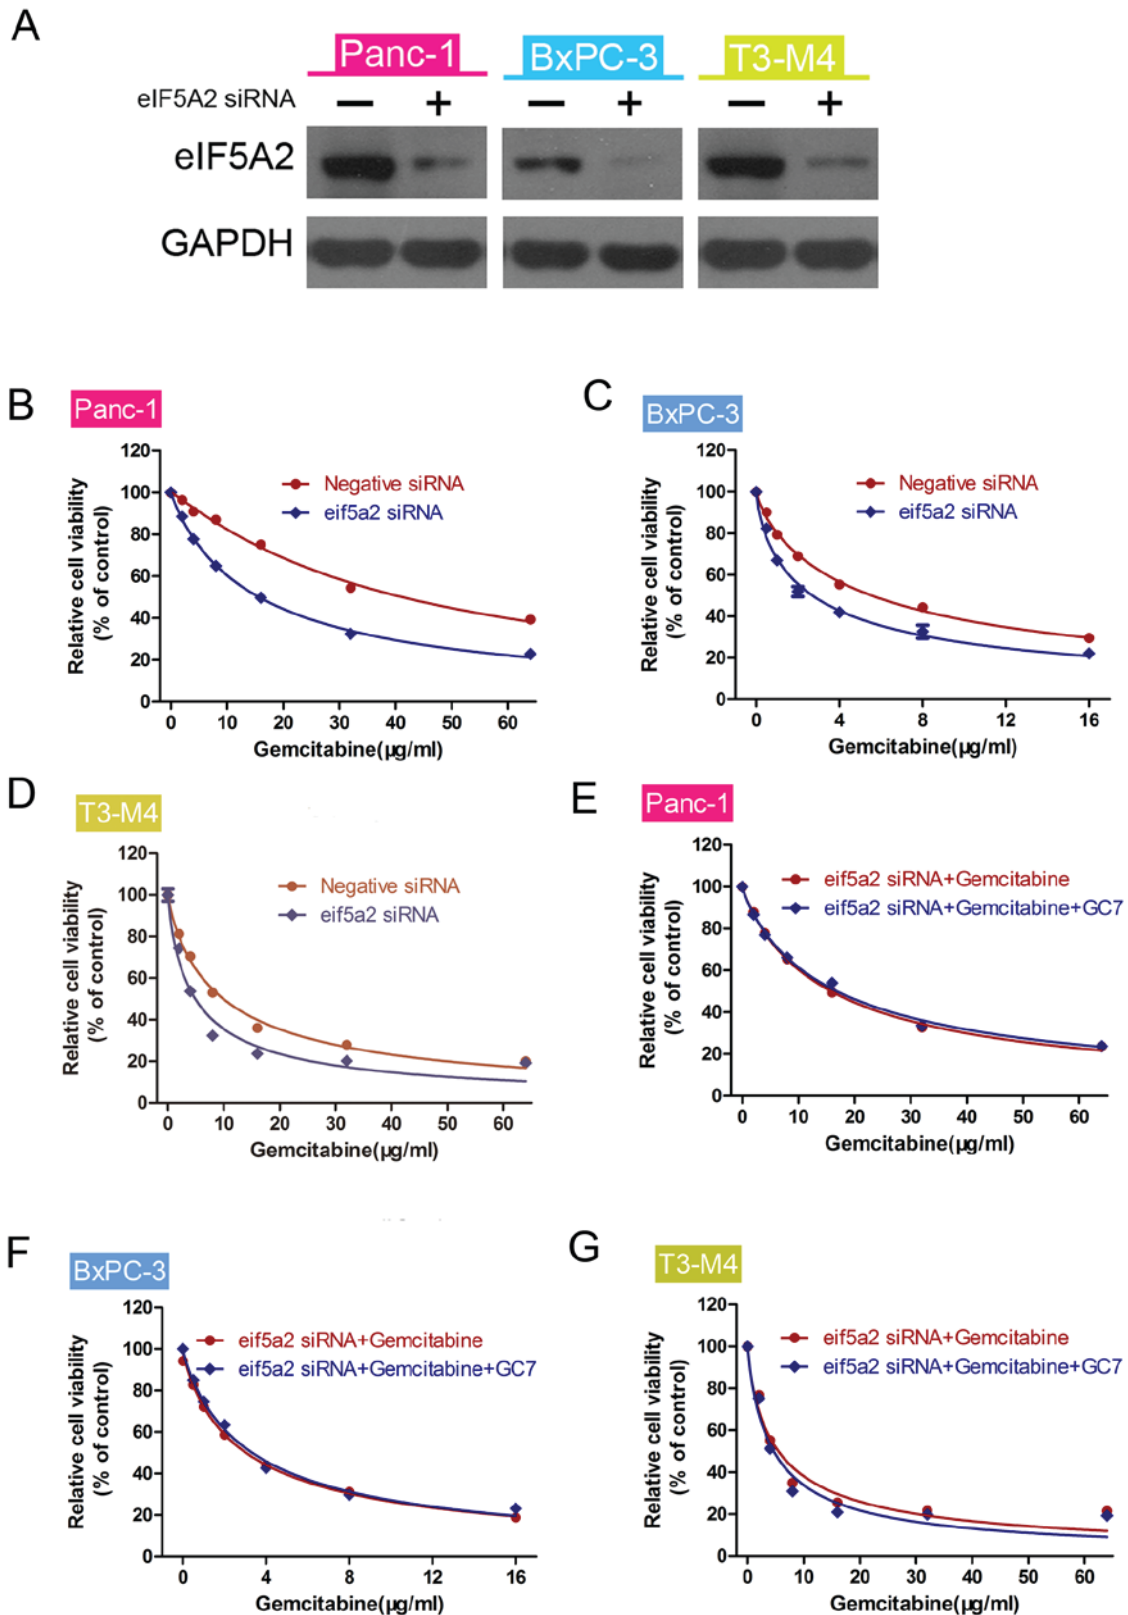 A
Panc-1 BxPC-3 T3-M4
eIF5A2 siRNA − + − + − +
eIF5A2
GAPDH
B
Panc-1
120
100
80
60
40
20
0
Relative cell viability
(% of control)
Negative siRNA
eif5a2 siRNA
0 10 20 30 40 50 60
Gemcitabine(µg/ml)
C
BxPC-3
120
100
80
60
40
20
0
Relative cell viability
(% of control)
Negative siRNA
eif5a2 siRNA
0 4 8 12 16
Gemcitabine(µg/ml)
D
T3-M4
120
100
80
60
40
20
0
Relative cell viability
(% of control)
Negative siRNA
eif5a2 siRNA
0 10 20 30 40 50 60
Gemcitabine(µg/ml)
E
Panc-1
120
100
80
60
40
20
0
Relative cell viability
(% of control)
eif5a2 siRNA+Gemcitabine
eif5a2 siRNA+Gemcitabine+GC7
0 10 20 30 40 50 60
Gemcitabine(µg/ml)
F
BxPC-3
120
100
80
60
40
20
0
Relative cell viability
(% of control)
eif5a2 siRNA+Gemcitabine
eif5a2 siRNA+Gemcitabine+GC7
0 4 8 12 16
Gemcitabine(µg/ml)
G
T3-M4
120
100
80
60
40
20
0
Relative cell viability
(% of control)
eif5a2 siRNA+Gemcitabine
eif5a2 siRNA+Gemcitabine+GC7
0 10 20 30 40 50 60
Gemcitabine(µg/ml)